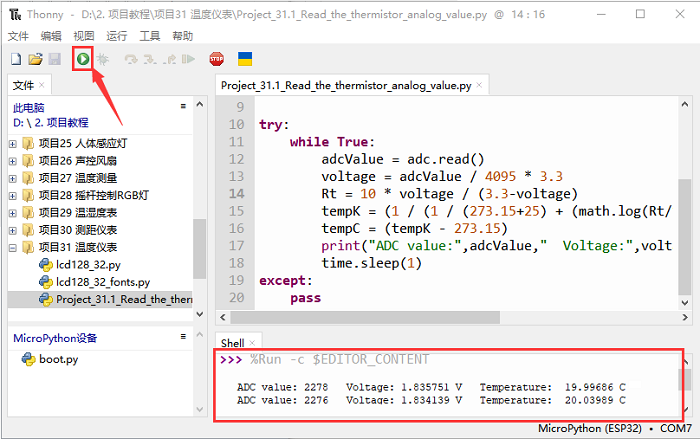 Thonny - D:\2. 项目教程\项目31 温度仪表\Project_31.1_Read_the_thermistor_analog_value.py @ 14 : 16
文件 编辑 视图 运行 工具 帮助
STOP
文件
此电脑
D: \ 2. 项目教程
项目25 人体感应灯
项目26 声控风扇
项目27 温度测量
项目28 摇杆控制RGB灯
项目29 温湿度表
项目30 测距仪表
项目31 温度仪表
lcd128_32.py
lcd128_32_fonts.py
Project_31.1_Read_the_ther
MicroPython设备
boot.py
Project_31.1_Read_the_thermistor_analog_value.py
9
10 try:
11 while True:
12 adcValue = adc.read()
13 voltage = adcValue / 4095 * 3.3
14 Rt = 10 * voltage / (3.3-voltage)
15 tempK = (1 / (1 / (273.15+25) + (math.log(Rt/
16 tempC = (tempK - 273.15)
17 print("ADC value:",adcValue," Voltage:",volt
18 time.sleep(1)
19 except:
20 pass
Shell
>>> %Run -c $EDITOR_CONTENT
ADC value: 2278 Voltage: 1.835751 V Temperature: 19.99686 C
ADC value: 2276 Voltage: 1.834139 V Temperature: 20.03989 C
MicroPython (ESP32) • COM7